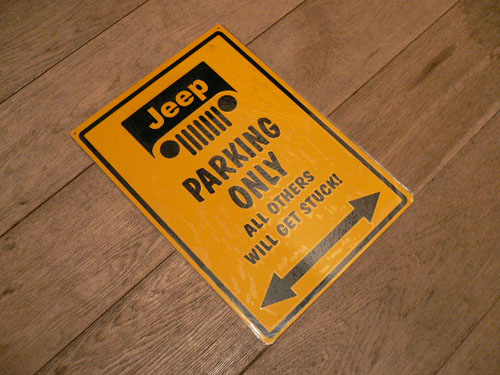 Jeep
PARKING
ONLY
ALL OTHERS
WILL GET STUCK!